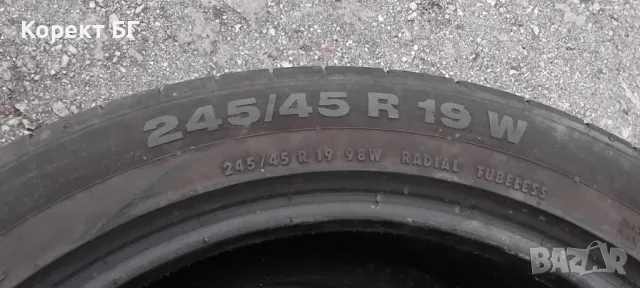 Корект БГ
245/45 R 19 W
245/45 R 19 98W RADIAL TUBELESS
bazar